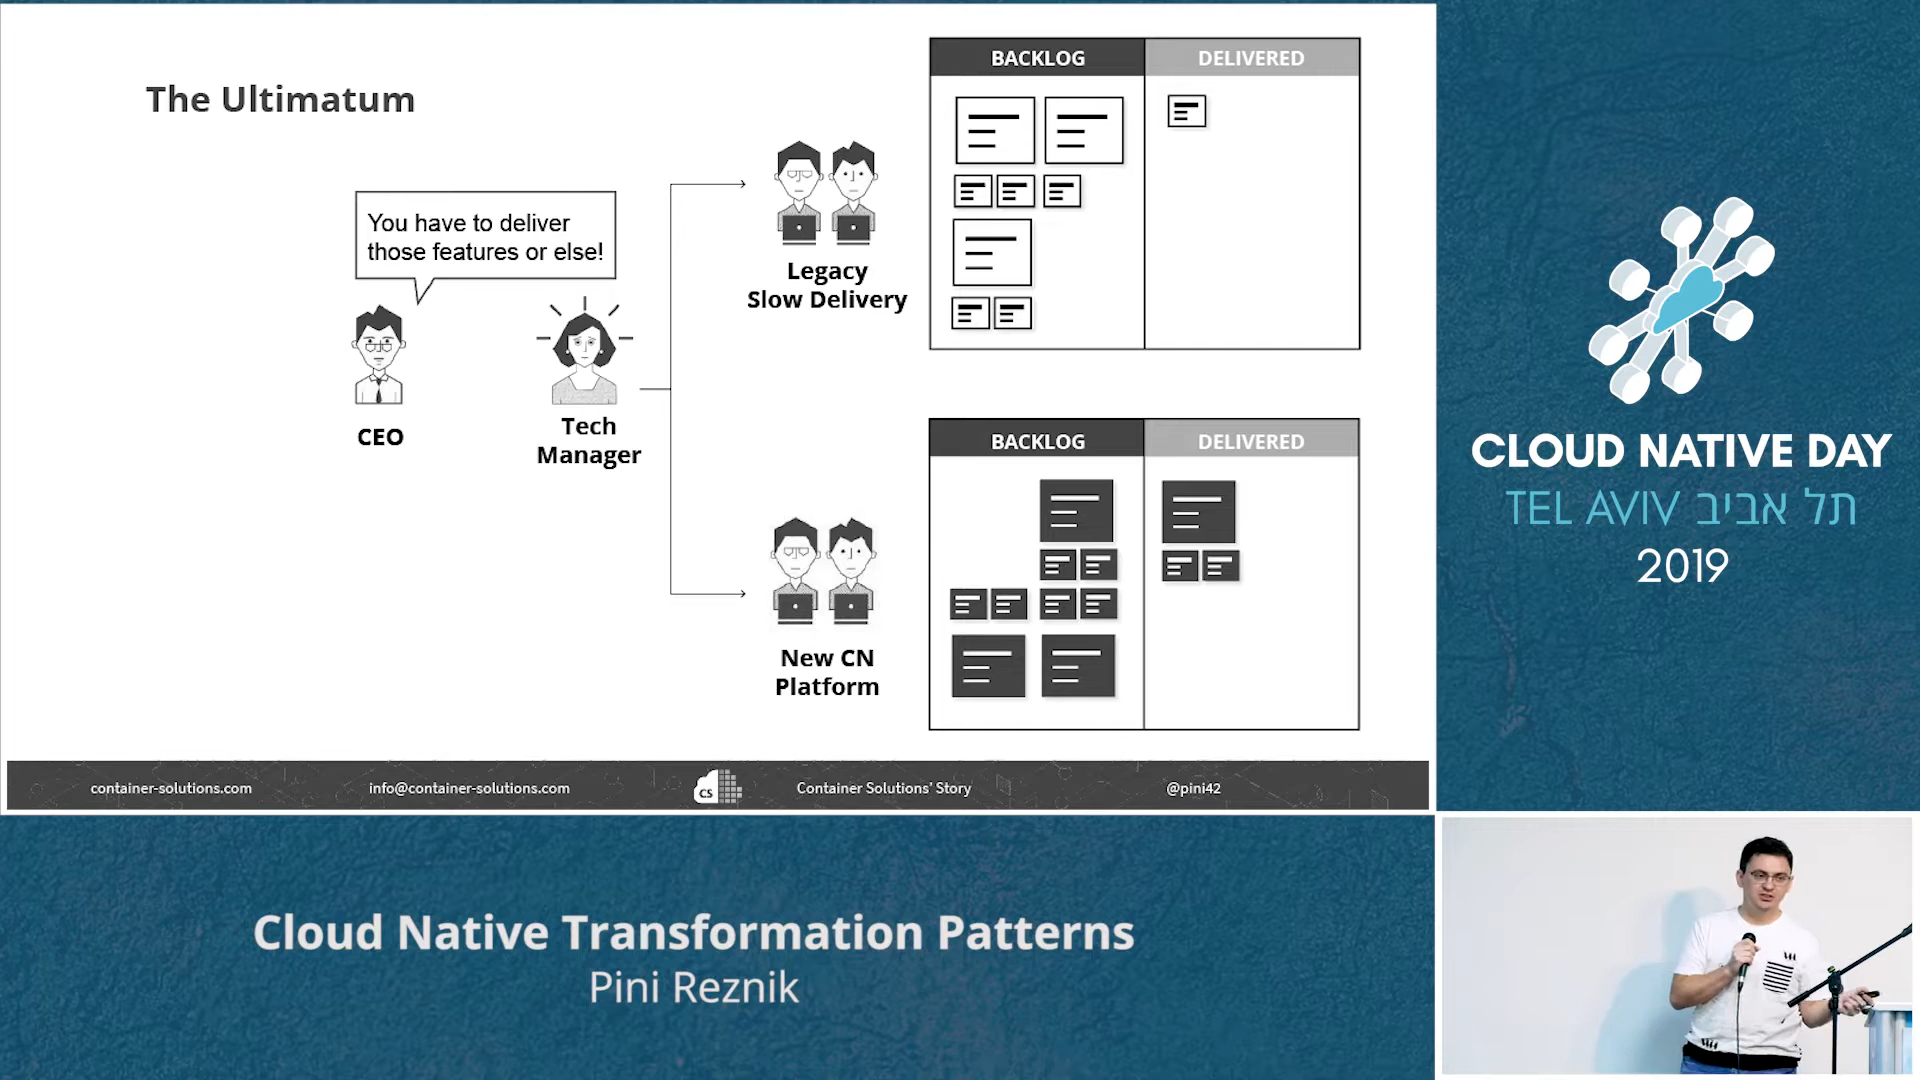 The Ultimatum
You have to deliver
those features or else!
CEO
Tech
Manager
Legacy
Slow Delivery
BACKLOG
DELIVERED
New CN
Platform
BACKLOG
DELIVERED
container-solutions.com
info@container-solutions.com
CS
Container Solutions' Story
@pini42
CLOUD NATIVE DAY
TEL AVIV תל אביב
2019
Cloud Native Transformation Patterns
Pini Reznik